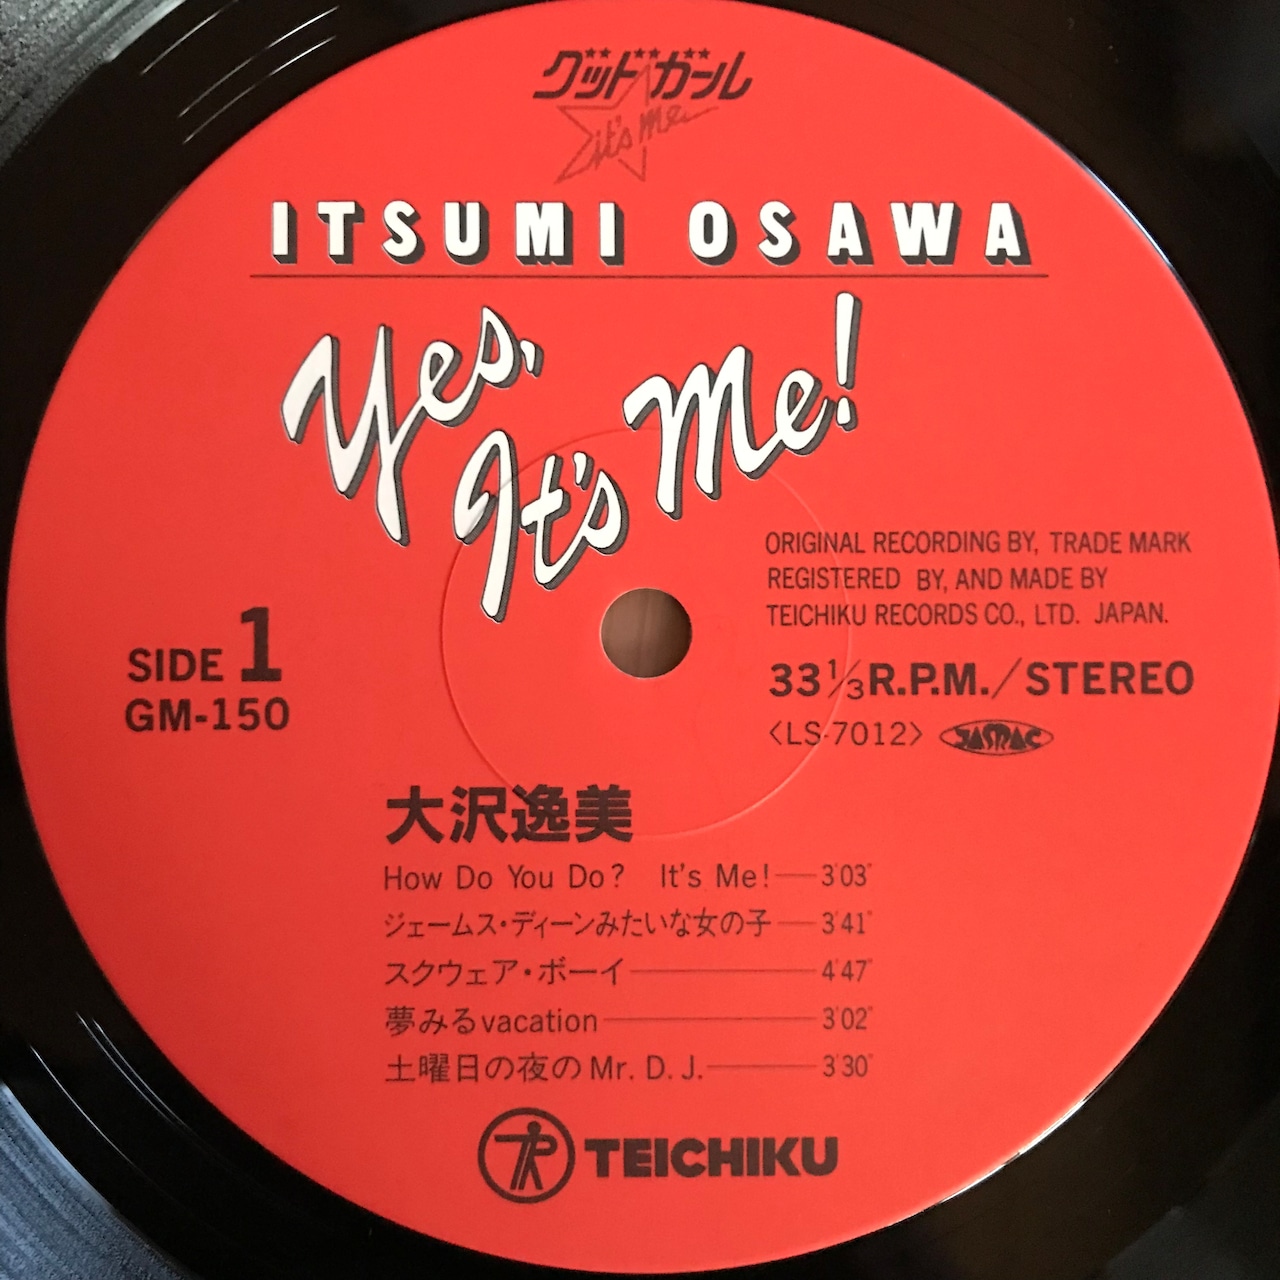 グッドガール
it's me
ITSUMI OSAWA
Yes,
It's Me!
ORIGINAL RECORDING BY, TRADE MARK
REGISTERED BY, AND MADE BY
TEICHIKU RECORDS CO., LTD. JAPAN.
SIDE 1
GM-150
33 1/3 R.P.M./STEREO
〈LS-7012〉 JASRAC
大沢逸美
How Do You Do? It's Me!―3'03"
ジェームス・ディーンみたいな女の子―3'41"
スクウェア・ボーイ―4'47"
夢みるvacation―3'02"
土曜日の夜のMr. D. J.―3'30"
TEICHIKU